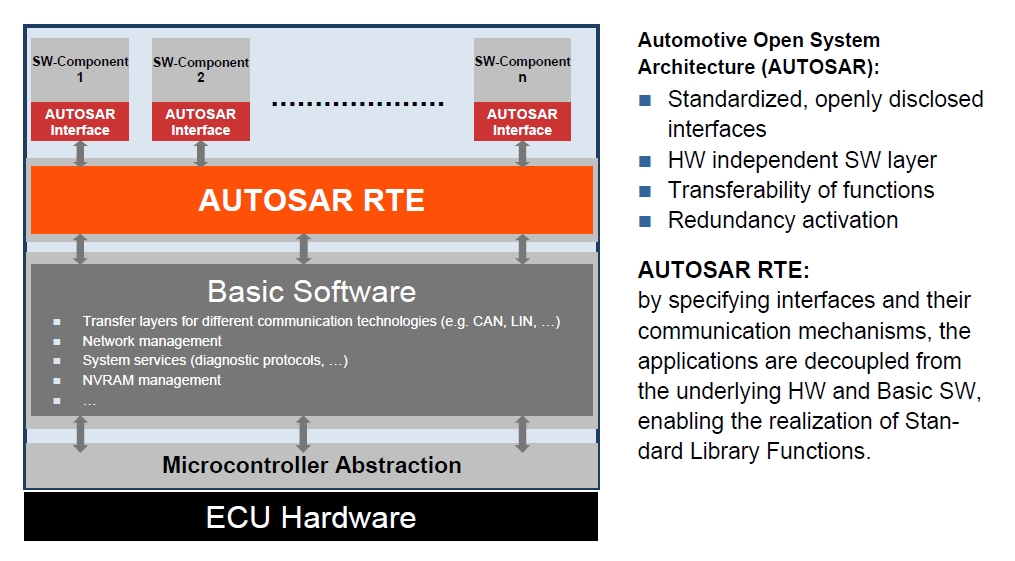 SW-Component
1
AUTOSAR
Interface
SW-Component
2
AUTOSAR
Interface
....................
SW-Component
n
AUTOSAR
Interface
AUTOSAR RTE
Basic Software
■ Transfer layers for different communication technologies (e.g. CAN, LIN, …)
■ Network management
■ System services (diagnostic protocols, …)
■ NVRAM management
■ …
Microcontroller Abstraction
ECU Hardware
Automotive Open System
Architecture (AUTOSAR):
■ Standardized, openly disclosed
interfaces
■ HW independent SW layer
■ Transferability of functions
■ Redundancy activation
AUTOSAR RTE:
by specifying interfaces and their
communication mechanisms, the
applications are decoupled from
the underlying HW and Basic SW,
enabling the realization of Stan-
dard Library Functions.